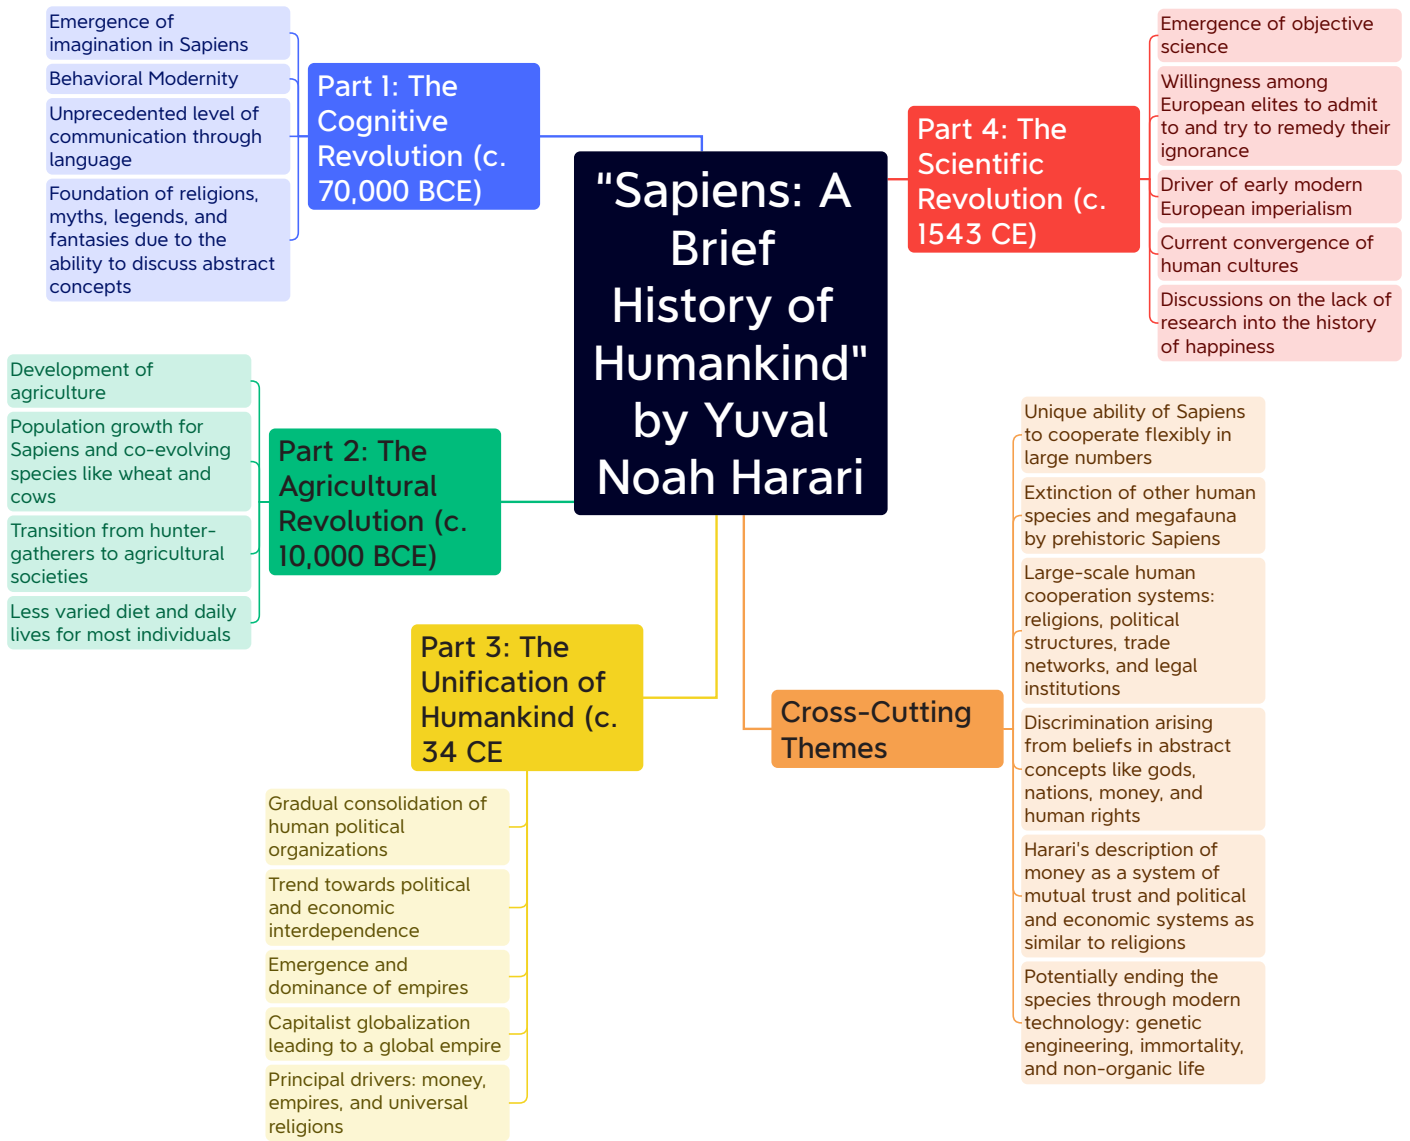 "Sapiens: A
Brief
History of
Humankind"
by Yuval
Noah Harari
Part 1: The
Cognitive
Revolution (c.
70,000 BCE)
Emergence of
imagination in Sapiens
Behavioral Modernity
Unprecedented level of
communication through
language
Foundation of religions,
myths, legends, and
fantasies due to the
ability to discuss abstract
concepts
Part 2: The
Agricultural
Revolution (c.
10,000 BCE)
Development of
agriculture
Population growth for
Sapiens and co-evolving
species like wheat and
cows
Transition from hunter-
gatherers to agricultural
societies
Less varied diet and daily
lives for most individuals
Part 3: The
Unification of
Humankind (c.
34 CE
Gradual consolidation of
human political
organizations
Trend towards political
and economic
interdependence
Emergence and
dominance of empires
Capitalist globalization
leading to a global empire
Principal drivers: money,
empires, and universal
religions
Part 4: The
Scientific
Revolution (c.
1543 CE)
Emergence of objective
science
Willingness among
European elites to admit
to and try to remedy their
ignorance
Driver of early modern
European imperialism
Current convergence of
human cultures
Discussions on the lack of
research into the history
of happiness
Cross-Cutting
Themes
Unique ability of Sapiens
to cooperate flexibly in
large numbers
Extinction of other human
species and megafauna
by prehistoric Sapiens
Large-scale human
cooperation systems:
religions, political
structures, trade
networks, and legal
institutions
Discrimination arising
from beliefs in abstract
concepts like gods,
nations, money, and
human rights
Harari's description of
money as a system of
mutual trust and political
and economic systems as
similar to religions
Potentially ending the
species through modern
technology: genetic
engineering, immortality,
and non-organic life